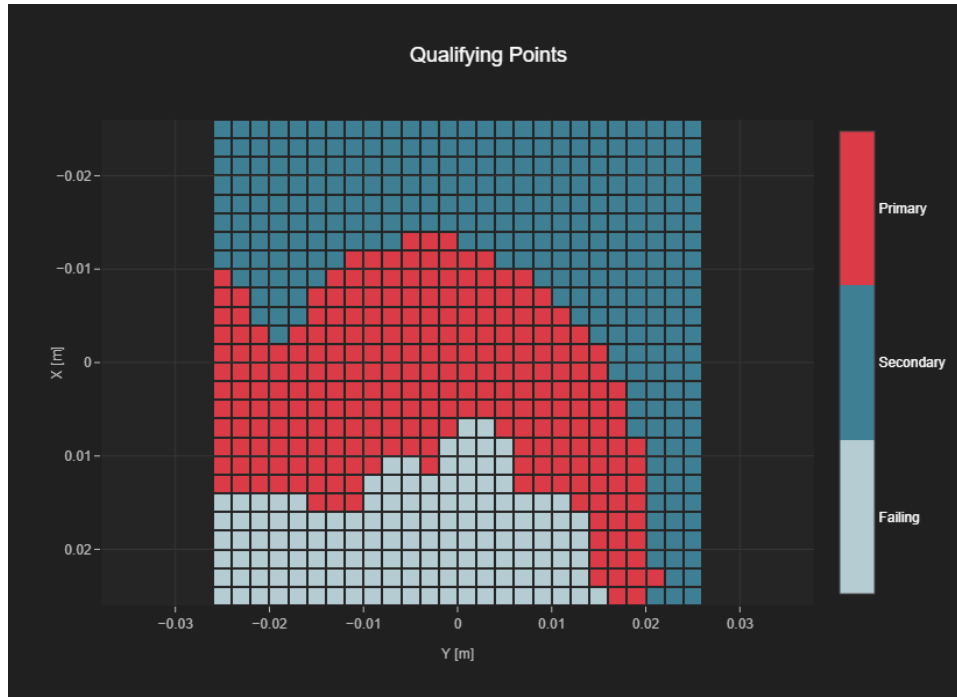 Qualifying Points
−0.02
−0.01
0
0.01
0.02
X [m]
−0.03
−0.02
−0.01
0
0.01
0.02
0.03
Y [m]
Primary
Secondary
Failing